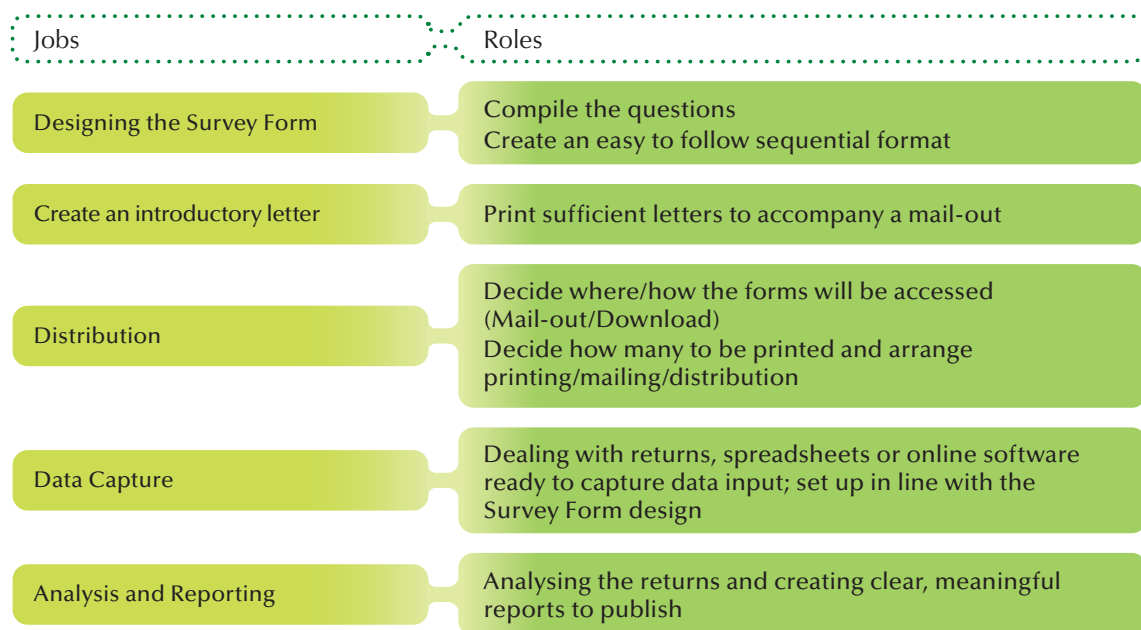 Jobs
Roles
Designing the Survey Form
Compile the questions
Create an easy to follow sequential format
Create an introductory letter
Print sufficient letters to accompany a mail-out
Distribution
Decide where/how the forms will be accessed
(Mail-out/Download)
Decide how many to be printed and arrange
printing/mailing/distribution
Data Capture
Dealing with returns, spreadsheets or online software
ready to capture data input; set up in line with the
Survey Form design
Analysis and Reporting
Analysing the returns and creating clear, meaningful
reports to publish